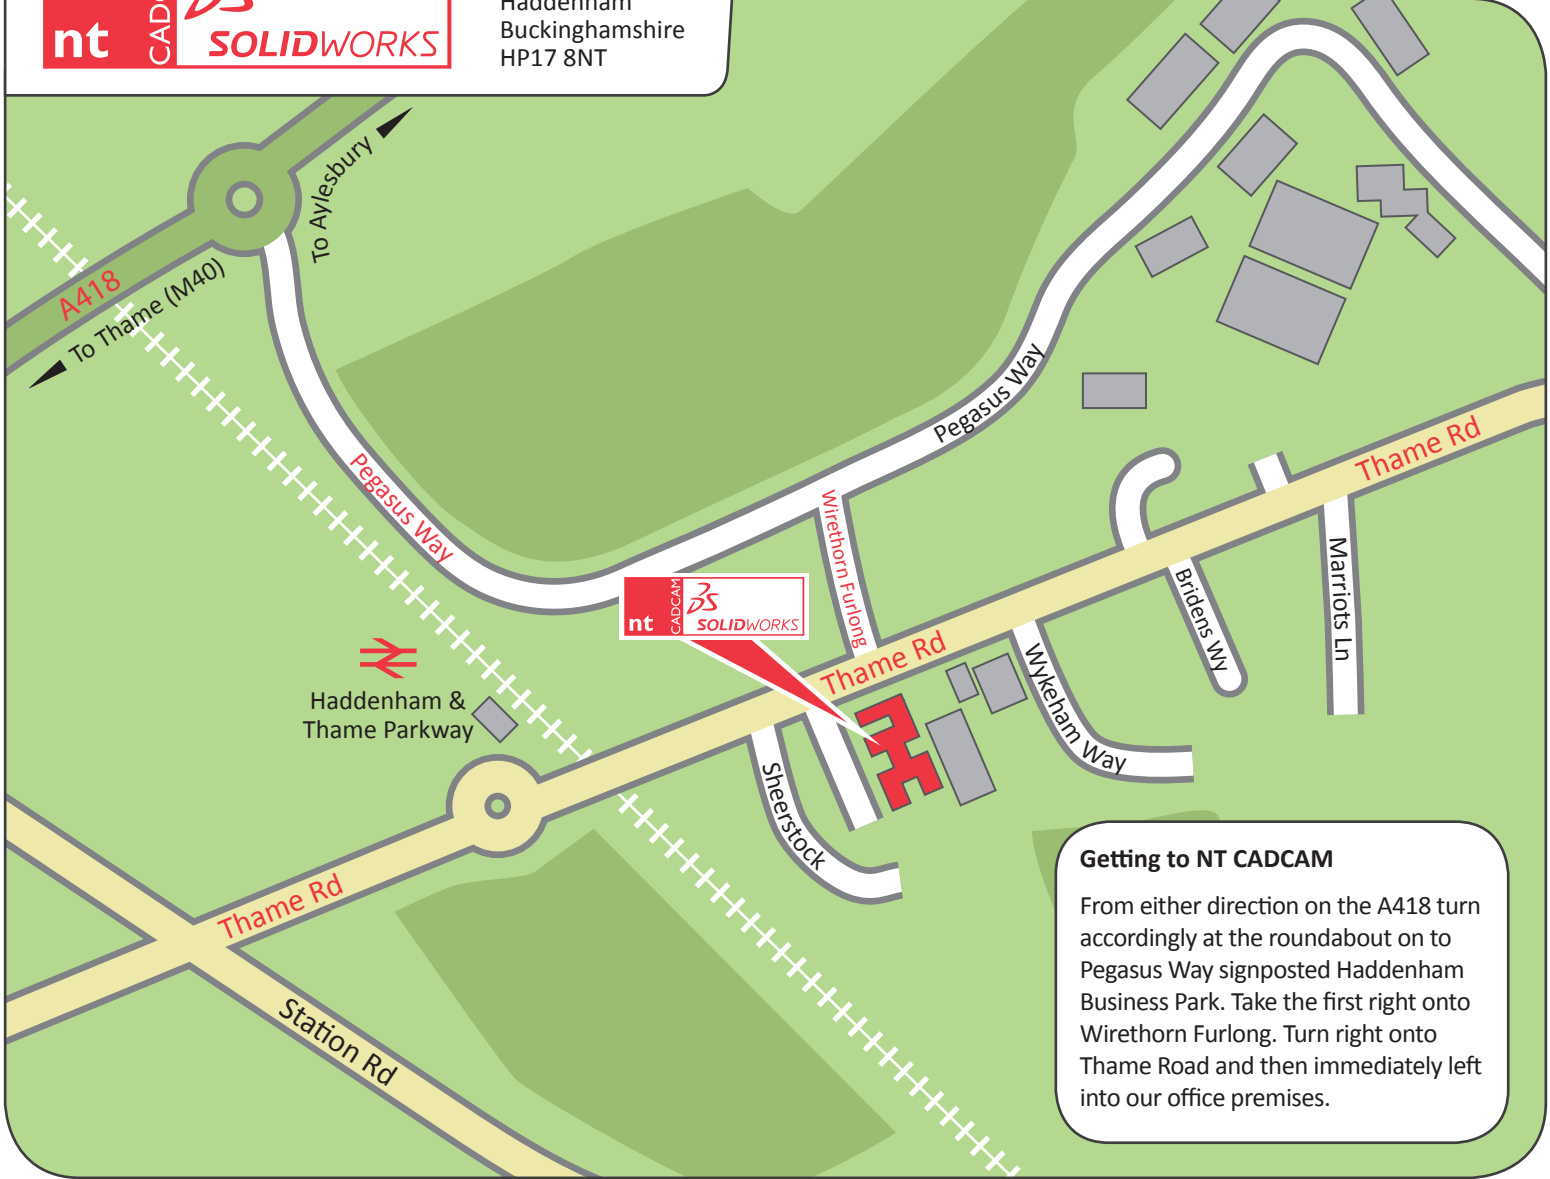 nt
SOLIDWORKS
Haddenham
Buckinghamshire
HP17 8NT
To Aylesbury
A418
To Thame (M40)
Pegasus Way
Pegasus Way
Wirethorn Furlong
Thame Rd
Marriots Ln
Bridens Wy
nt
CADCAM
SOLIDWORKS
Thame Rd
Wykeham Way
Haddenham &
Thame Parkway
Sheerstock
Thame Rd
Station Rd
Getting to NT CADCAM
From either direction on the A418 turn
accordingly at the roundabout on to
Pegasus Way signposted Haddenham
Business Park. Take the first right onto
Wirethorn Furlong. Turn right onto
Thame Road and then immediately left
into our office premises.